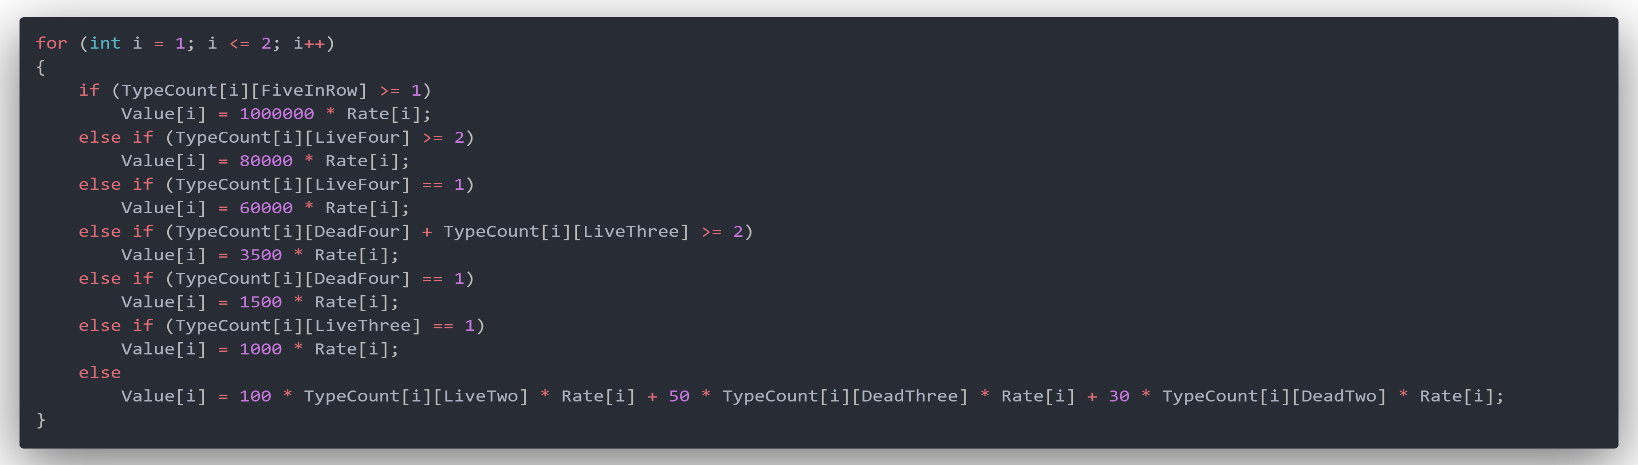 for (int i = 1; i <= 2; i++)
{
    if (TypeCount[i][FiveInRow] >= 1)
        Value[i] = 1000000 * Rate[i];
    else if (TypeCount[i][LiveFour] >= 2)
        Value[i] = 80000 * Rate[i];
    else if (TypeCount[i][LiveFour] == 1)
        Value[i] = 60000 * Rate[i];
    else if (TypeCount[i][DeadFour] + TypeCount[i][LiveThree] >= 2)
        Value[i] = 3500 * Rate[i];
    else if (TypeCount[i][DeadFour] == 1)
        Value[i] = 1500 * Rate[i];
    else if (TypeCount[i][LiveThree] == 1)
        Value[i] = 1000 * Rate[i];
    else
        Value[i] = 100 * TypeCount[i][LiveTwo] * Rate[i] + 50 * TypeCount[i][DeadThree] * Rate[i] + 30 * TypeCount[i][DeadTwo] * Rate[i];
}